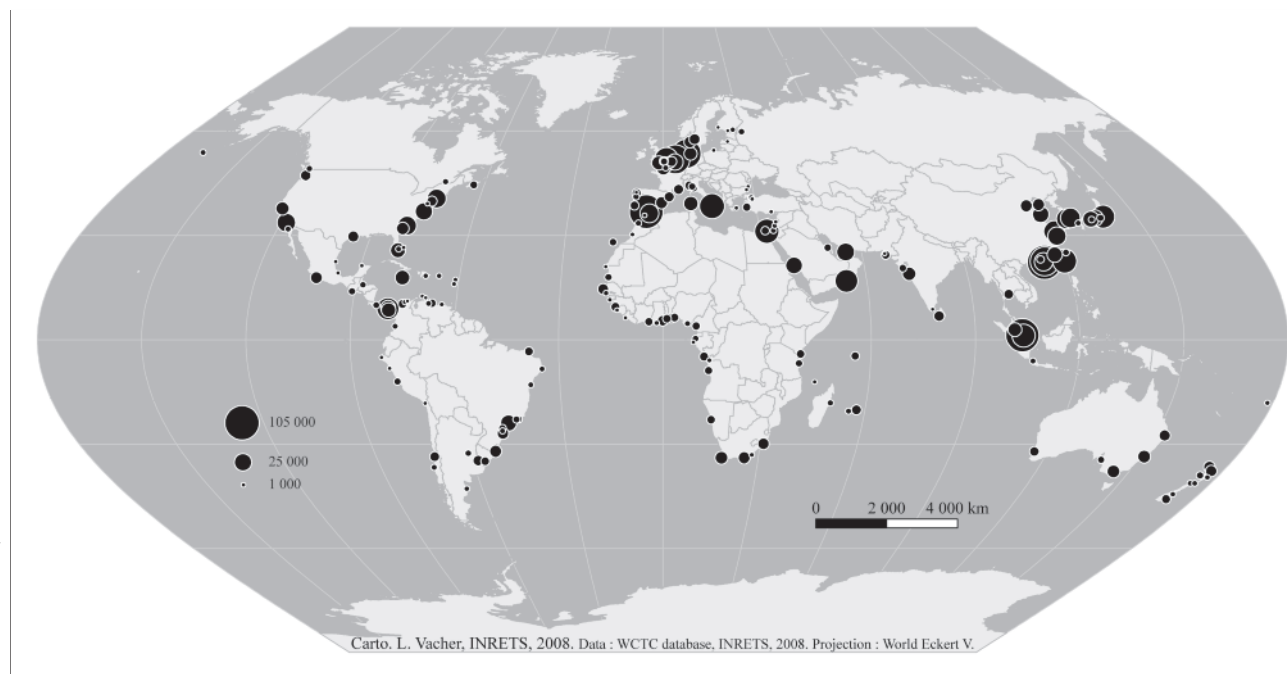 105 000
25 000
1 000
0 2 000 4 000 km
Carto. L. Vacher, INRETS, 2008. Data : WCTC database, INRETS, 2008. Projection : World Eckert V.